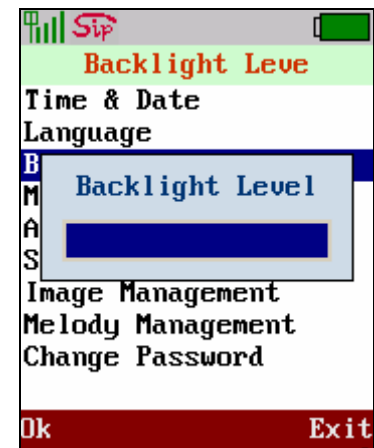 Sip
Backlight Leve
Time & Date
Language
B
M
Backlight Level
A
S
Image Management
Melody Management
Change Password
Ok Exit